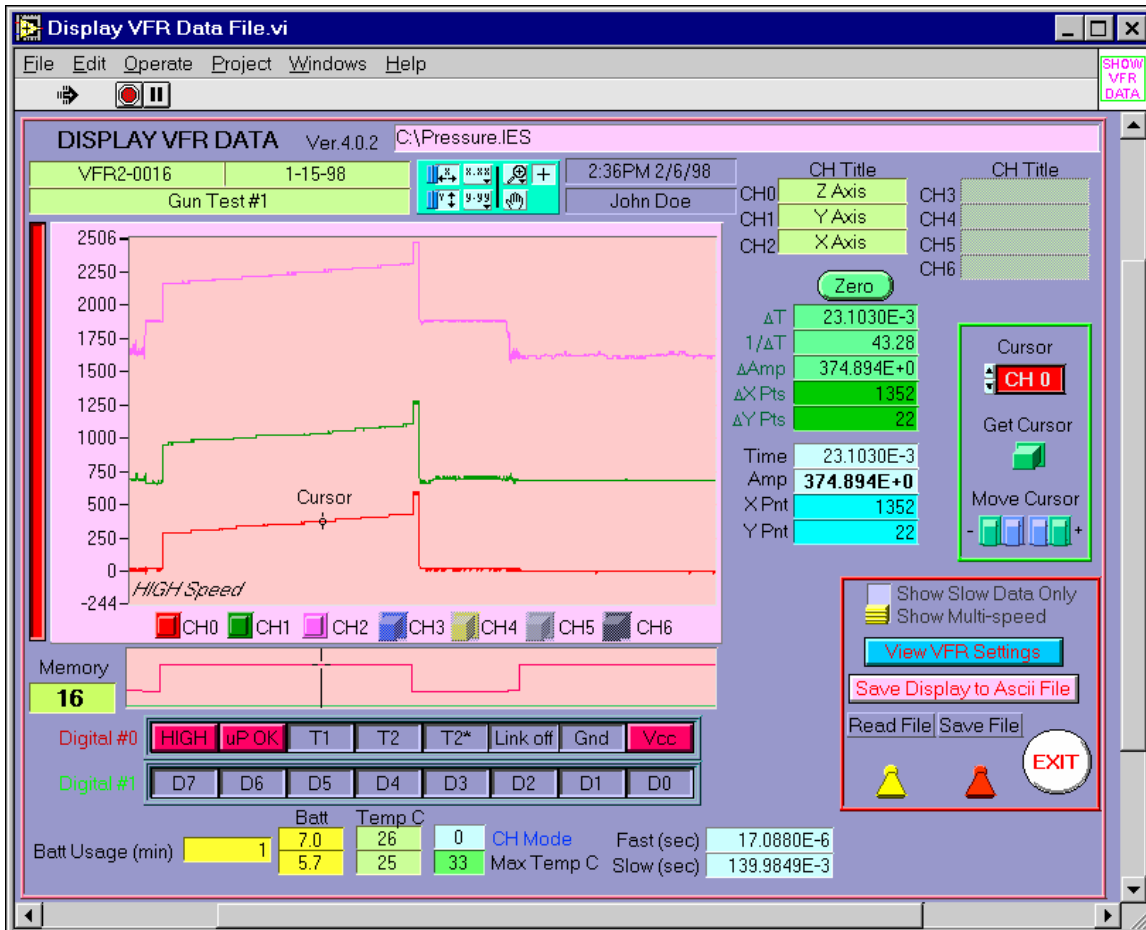 Display VFR Data File.vi
File Edit Operate Project Windows Help
SHOW
VFR
DATA
DISPLAY VFR DATA Ver.4.0.2 C:\Pressure.IES
VFR2-0016 1-15-98
Gun Test #1
2:36PM 2/6/98
John Doe
CH Title
CH0 Z Axis
CH1 Y Axis
CH2 X Axis
CH Title
CH3
CH4
CH5
CH6
Zero
ΔT 23.1030E-3
1/ΔT 43.28
ΔAmp 374.894E+0
ΔX Pts 1352
ΔY Pts 22
Time 23.1030E-3
Amp 374.894E+0
X Pnt 1352
Y Pnt 22
Cursor
CH 0
Get Cursor
Move Cursor
- +
2506
2250
2000
1750
1500
1250
1000
750
500
250
0
-244
Cursor
HIGH Speed
CH0 CH1 CH2 CH3 CH4 CH5 CH6
Memory
16
Show Slow Data Only
Show Multi-speed
View VFR Settings
Save Display to Ascii File
Read File Save File
EXIT
Digital #0 HIGH uP OK T1 T2 T2* Link off Gnd Vcc
Digital #1 D7 D6 D5 D4 D3 D2 D1 D0
Batt Usage (min) 1
Batt
7.0
5.7
Temp C
26
25
0 CH Mode
33 Max Temp C
Fast (sec) 17.0880E-6
Slow (sec) 139.9849E-3